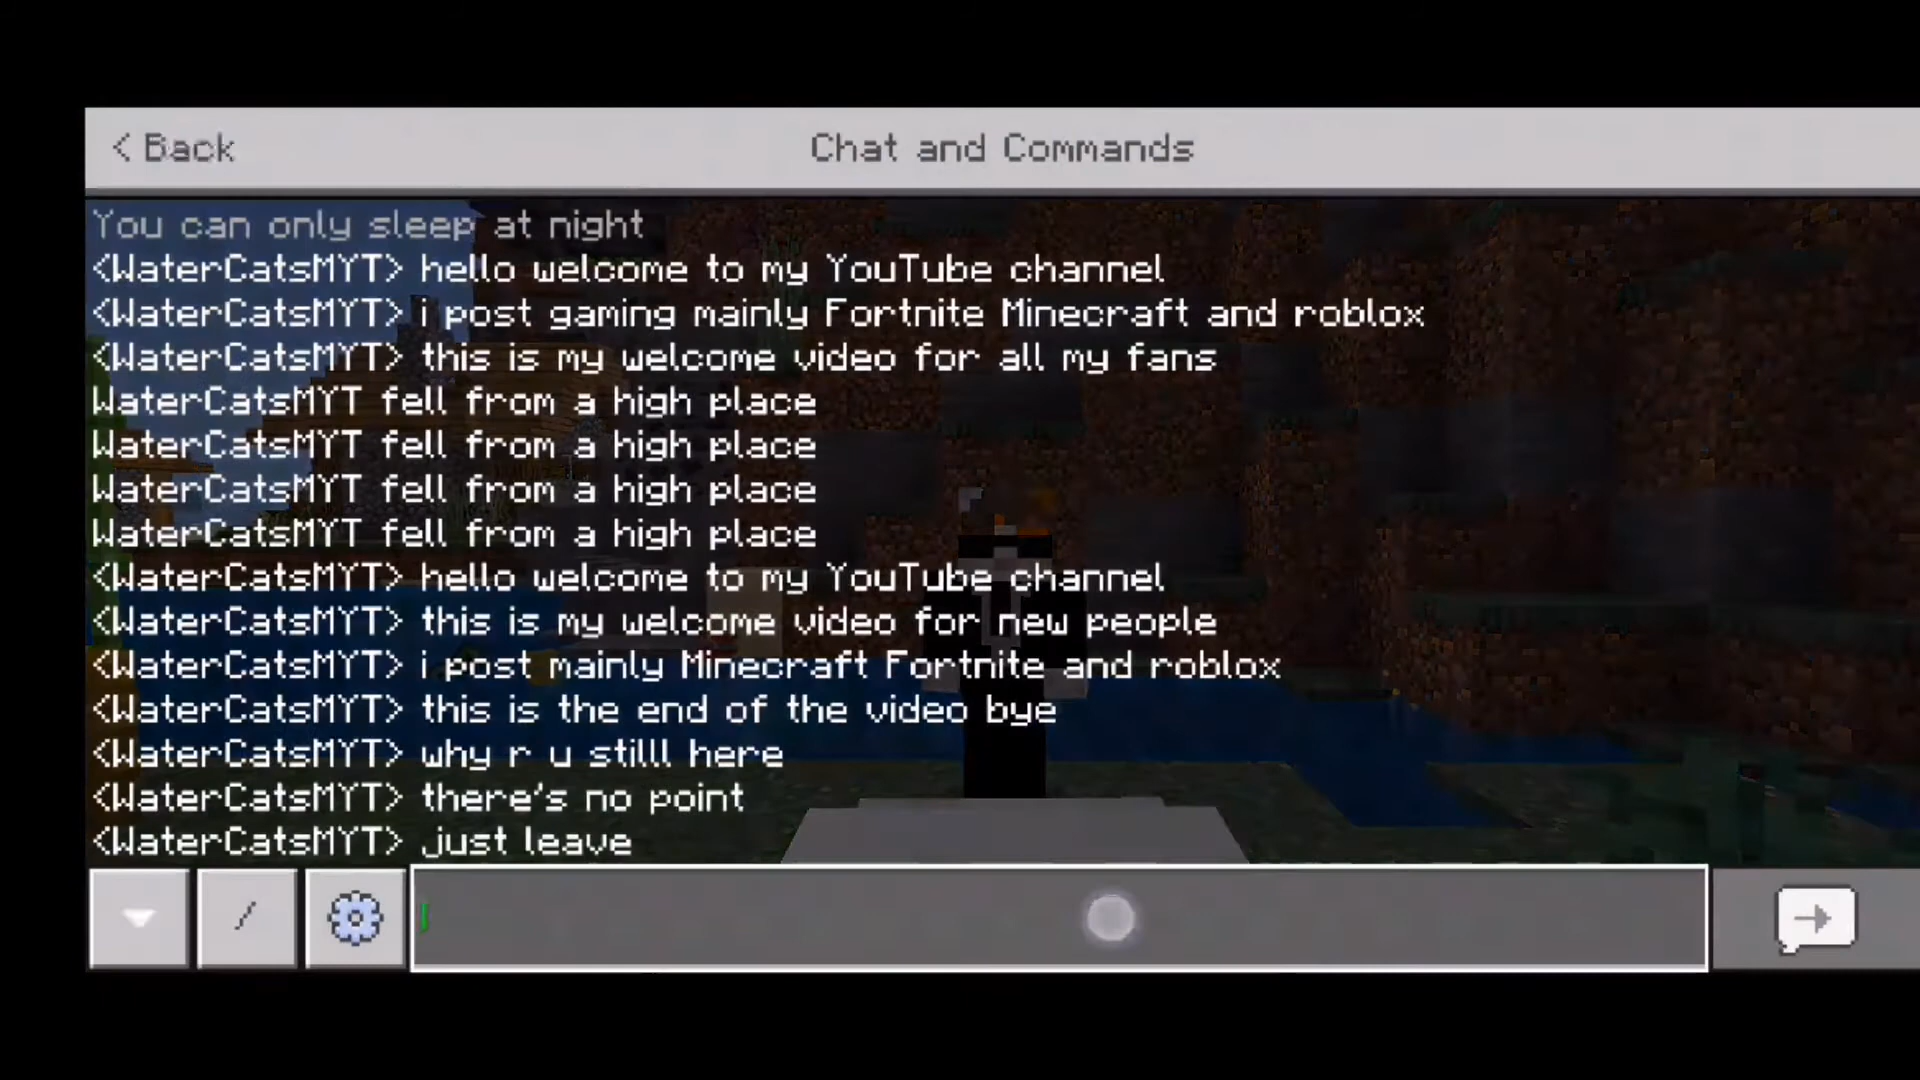 < Back
Chat and Commands
You can only sleep at night
<WaterCatsMYT> hello welcome to my YouTube channel
<WaterCatsMYT> i post gaming mainly Fortnite Minecraft and roblox
<WaterCatsMYT> this is my welcome video for all my fans
WaterCatsMYT fell from a high place
WaterCatsMYT fell from a high place
WaterCatsMYT fell from a high place
WaterCatsMYT fell from a high place
<WaterCatsMYT> hello welcome to my YouTube channel
<WaterCatsMYT> this is my welcome video for new people
<WaterCatsMYT> i post mainly Minecraft Fortnite and roblox
<WaterCatsMYT> this is the end of the video bye
<WaterCatsMYT> why r u stilll here
<WaterCatsMYT> there's no point
<WaterCatsMYT> just leave
/